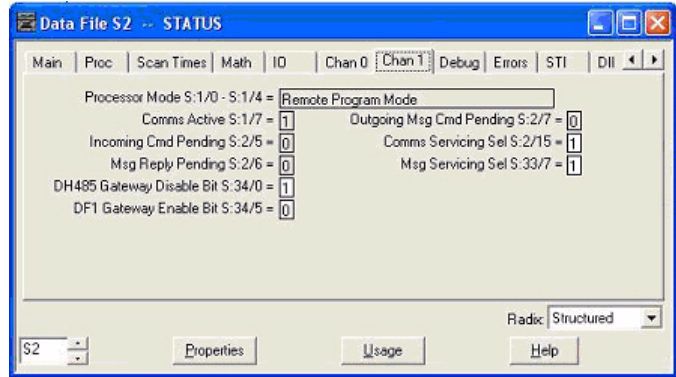 Data File S2 -- STATUS
Main Proc Scan Times Math IO Chan 0 Chan 1 Debug Errors STI DII
Processor Mode S:1/0 - S:1/4 = Remote Program Mode
Comms Active S:1/7 = 1 Outgoing Msg Cmd Pending S:2/7 = 0
Incoming Cmd Pending S:2/5 = 0 Comms Servicing Sel S:2/15 = 1
Msg Reply Pending S:2/6 = 0 Msg Servicing Sel S:33/7 = 1
DH485 Gateway Disable Bit S:34/0 = 1
DF1 Gateway Enable Bit S:34/5 = 0
Radix: Structured
S2 Properties Usage Help